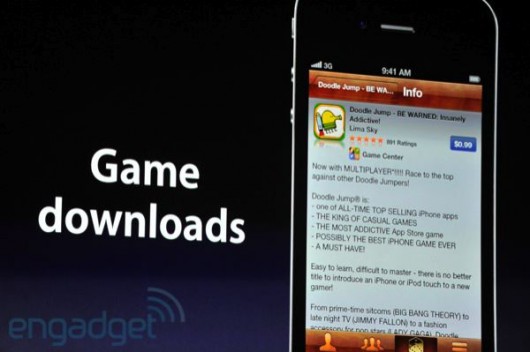 Game
downloads
3G
9:41 AM
Doodle Jump - BE WA...
Info
Doodle Jump - BE WARNED: Insanely
Addictive!
Lima Sky
891 Ratings
$0.99
Game Center
Now with MULTIPLAYER*!!!! Race to the top
against other Doodle Jumpers!
Doodle Jump® is:
- one of ALL-TIME TOP SELLING iPhone apps
- THE KING OF CASUAL GAMES
- THE MOST ADDICTIVE App Store game
- POSSIBLY THE BEST iPHONE GAME EVER
- A MUST HAVE!
Easy to learn, difficult to master - there is no better
title to introduce an iPhone or iPod touch to a new
gamer!
From prime-time sitcoms (BIG BANG THEORY) to
late night TV (JIMMY FALLON) to a fashion
accessory for pop stars (LADY GAGA) Doodle
engadget